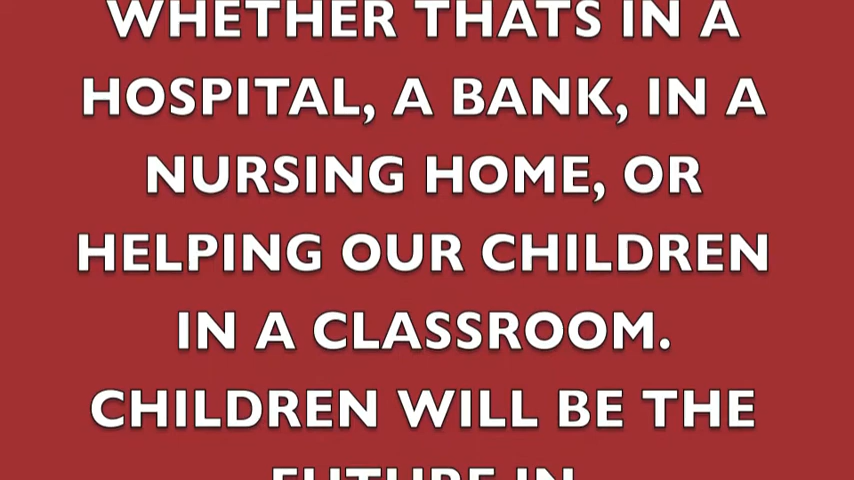 WHETHER THATS IN A
HOSPITAL, A BANK, IN A
NURSING HOME, OR
HELPING OUR CHILDREN
IN A CLASSROOM.
CHILDREN WILL BE THE
FUTURE IN